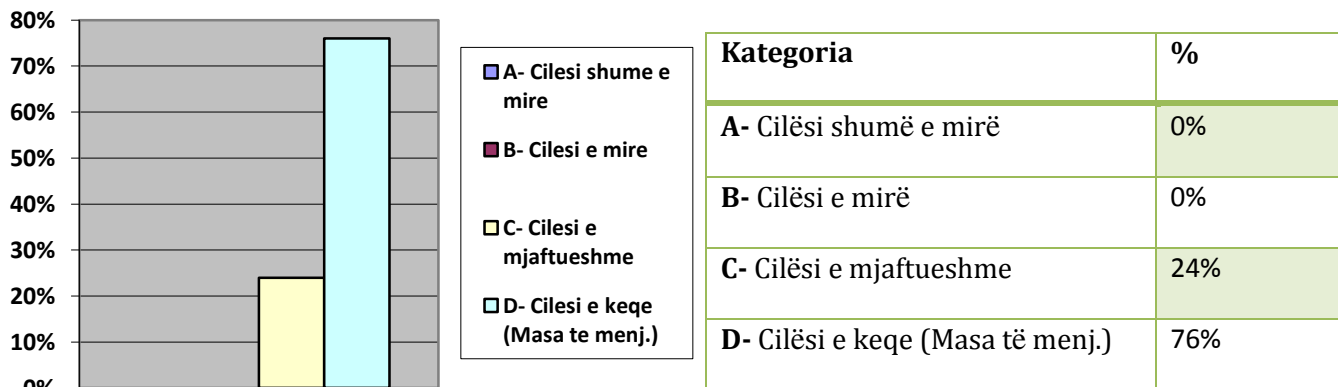 80%
70%
60%
50%
40%
30%
20%
10%
0%
A- Cilesi shume e
mire
B- Cilesi e mire
C- Cilesi e
mjaftueshme
D- Cilesi e keqe
(Masa te menj.)
Kategoria %
A- Cilësi shumë e mirë 0%
B- Cilësi e mirë 0%
C- Cilësi e mjaftueshme 24%
D- Cilësi e keqe (Masa të menj.) 76%